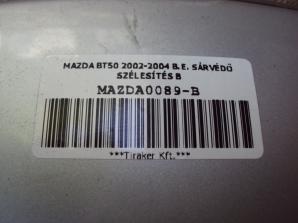 MAZDA BT50 2002-2004 B.E. SÁRVÉDŐ
SZÉLESÍTÉS B
MAZDA0089-B
***Tiraker Kft.***